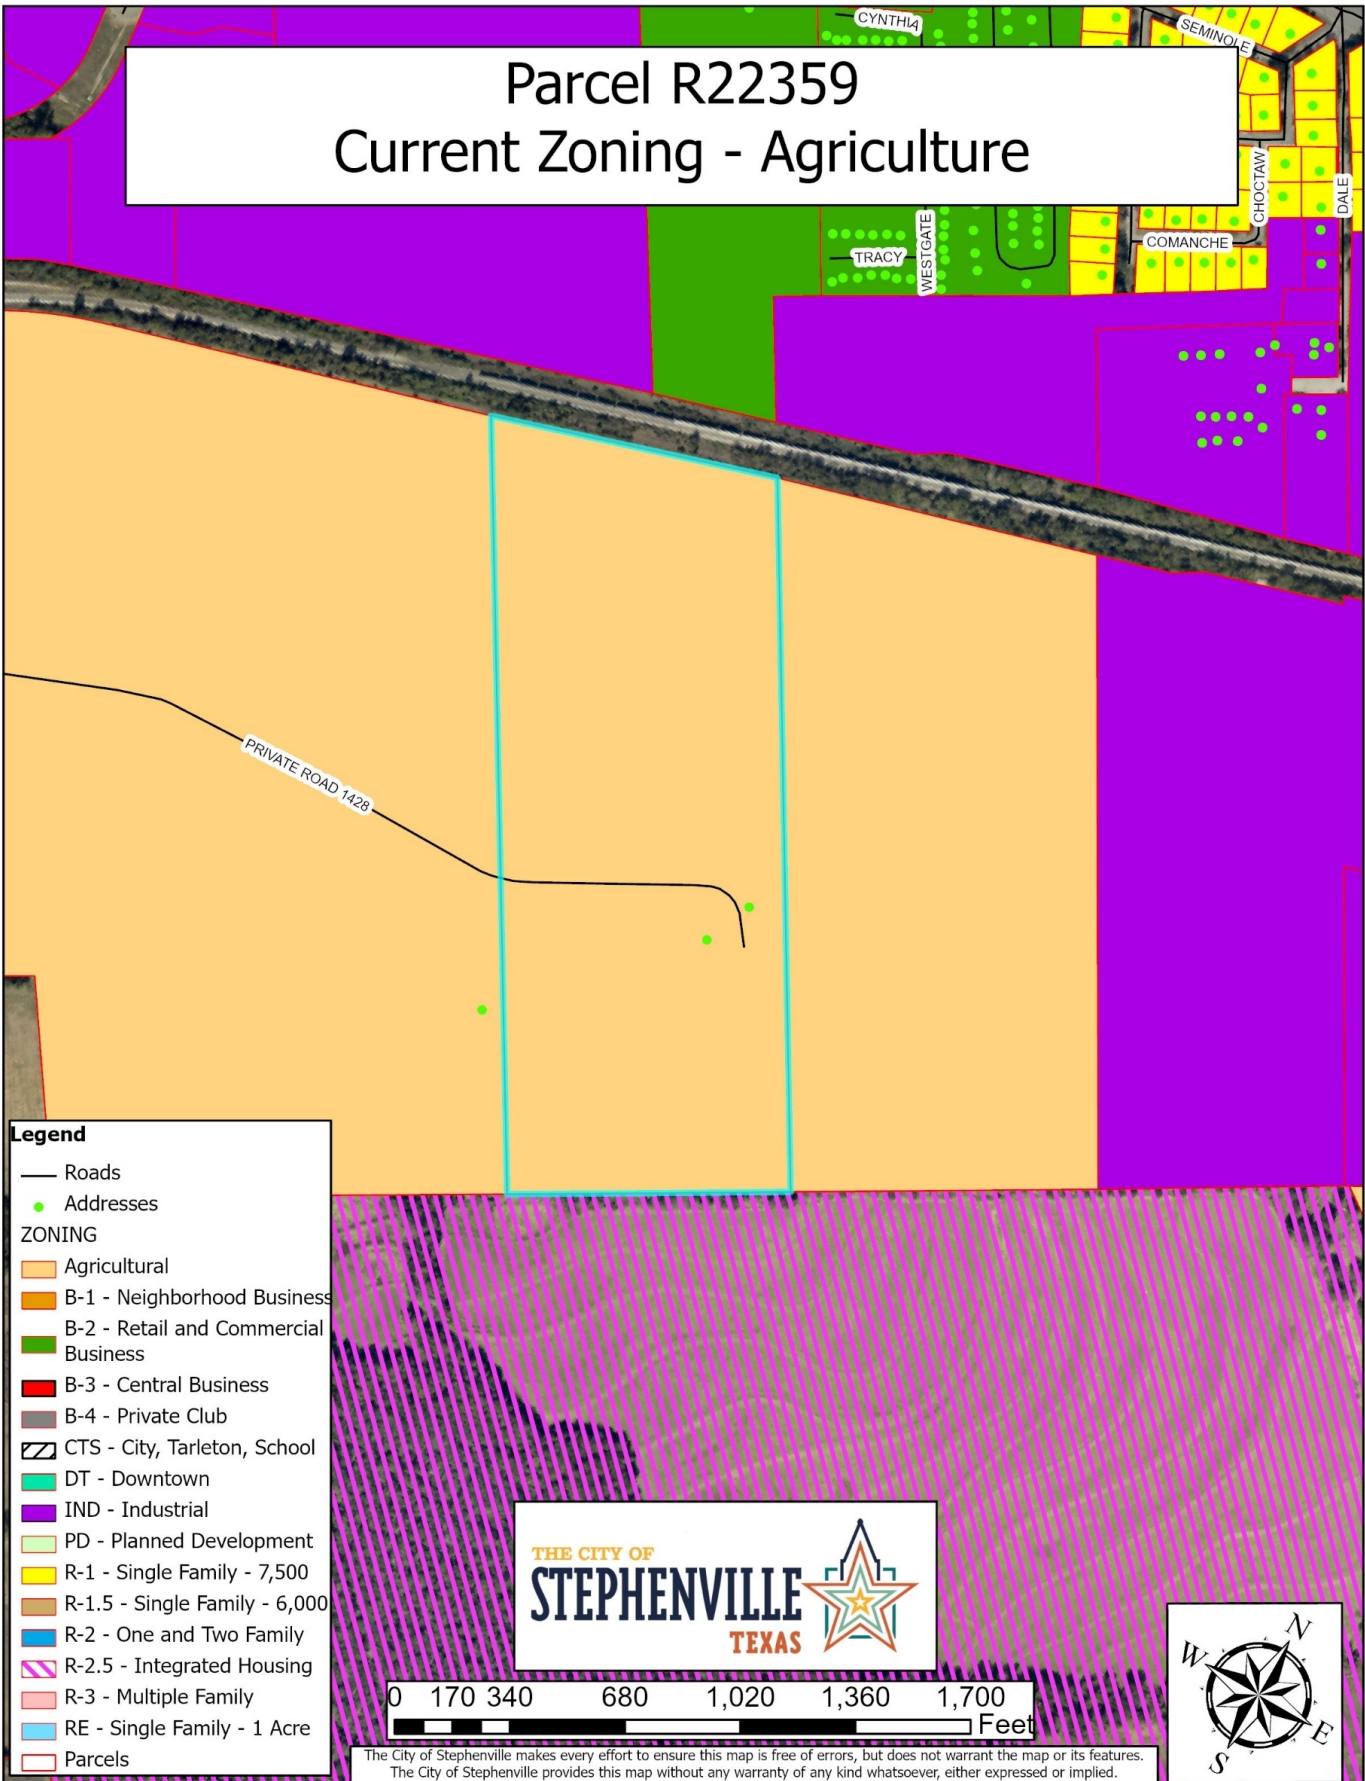 CYNTHIA
SEMINOLE
Parcel R22359
Current Zoning - Agriculture
CHOCTAW
DALE
WESTGATE
COMANCHE
TRACY
PRIVATE ROAD 1428
Legend
Roads
Addresses
ZONING
Agricultural
B-1 - Neighborhood Business
B-2 - Retail and Commercial
Business
B-3 - Central Business
B-4 - Private Club
CTS - City, Tarleton, School
DT - Downtown
IND - Industrial
PD - Planned Development
R-1 - Single Family - 7,500
R-1.5 - Single Family - 6,000
R-2 - One and Two Family
R-2.5 - Integrated Housing
R-3 - Multiple Family
RE - Single Family - 1 Acre
Parcels
THE CITY OF
STEPHENVILLE
TEXAS
0 170 340 680 1,020 1,360 1,700
Feet
N
W
E
S
The City of Stephenville makes every effort to ensure this map is free of errors, but does not warrant the map or its features.
The City of Stephenville provides this map without any warranty of any kind whatsoever, either expressed or implied.